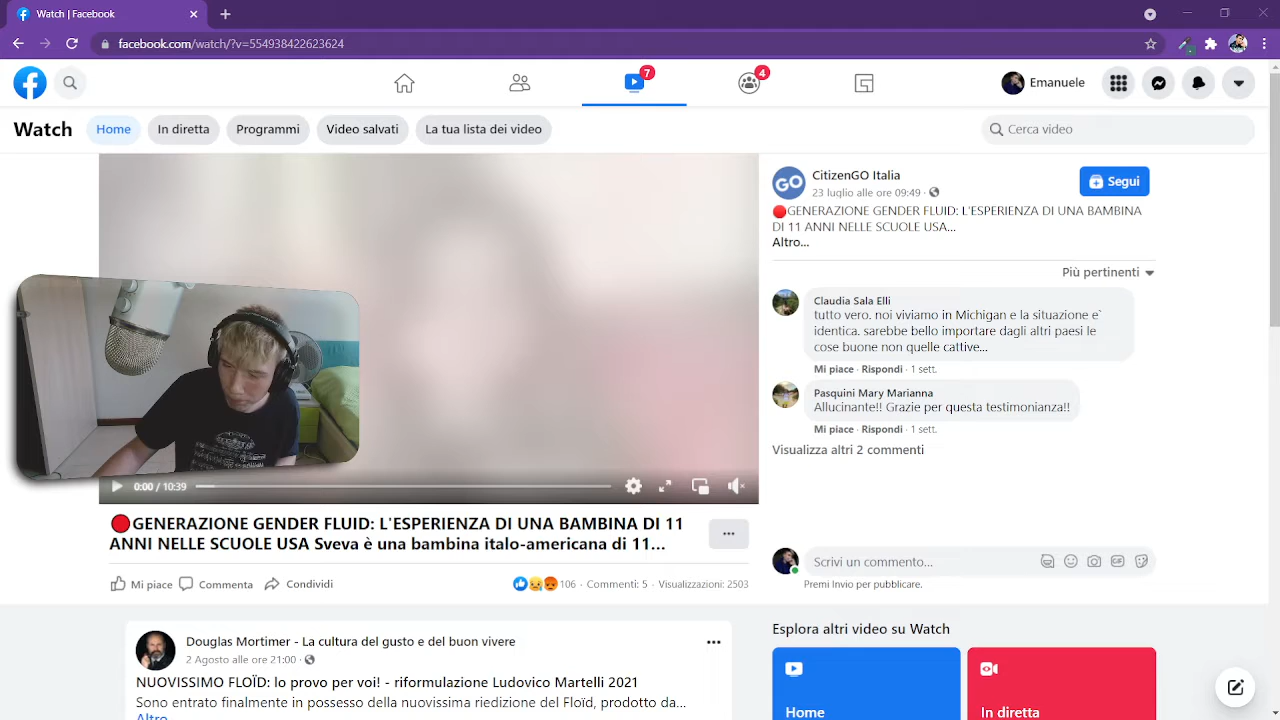 Watch | Facebook
facebook.com/watch/?v=554938422623624
7
4
Emanuele
Watch
Home
In diretta
Programmi
Video salvati
La tua lista dei video
Cerca video
GO
CitizenGO Italia
23 luglio alle ore 09:49 ·
Segui
🔴GENERAZIONE GENDER FLUID: L'ESPERIENZA DI UNA BAMBINA
DI 11 ANNI NELLE SCUOLE USA...
Altro...
Più pertinenti
Claudia Sala Elli
tutto vero. noi viviamo in Michigan e la situazione e`
identica. sarebbe bello importare dagli altri paesi le
cose buone non quelle cattive...
Mi piace · Rispondi · 1 sett.
Pasquini Mary Marianna
Allucinante!! Grazie per questa testimonianza!!
Mi piace · Rispondi · 1 sett.
Visualizza altri 2 commenti
0:00 / 10:39
🔴GENERAZIONE GENDER FLUID: L'ESPERIENZA DI UNA BAMBINA DI 11
ANNI NELLE SCUOLE USA Sveva è una bambina italo-americana di 11...
Mi piace
Commenta
Condividi
106 · Commenti: 5 · Visualizzazioni: 2503
Scrivi un commento...
GIF
Premi Invio per pubblicare.
Douglas Mortimer - La cultura del gusto e del buon vivere
2 Agosto alle ore 21:00 ·
NUOVISSIMO FLOÏD: lo provo per voi! - riformulazione Ludovico Martelli 2021
Sono entrato finalmente in possesso della nuovissima riedizione del Floïd, prodotto da...
Altro
Esplora altri video su Watch
Home
In diretta